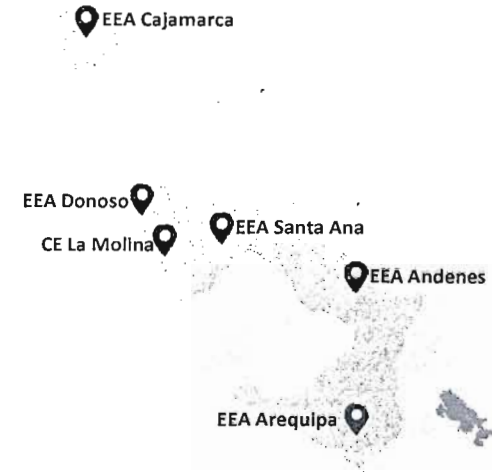 EEA Cajamarca
EEA Donoso
EEA Santa Ana
CE La Molina
EEA Andenes
EEA Arequipa